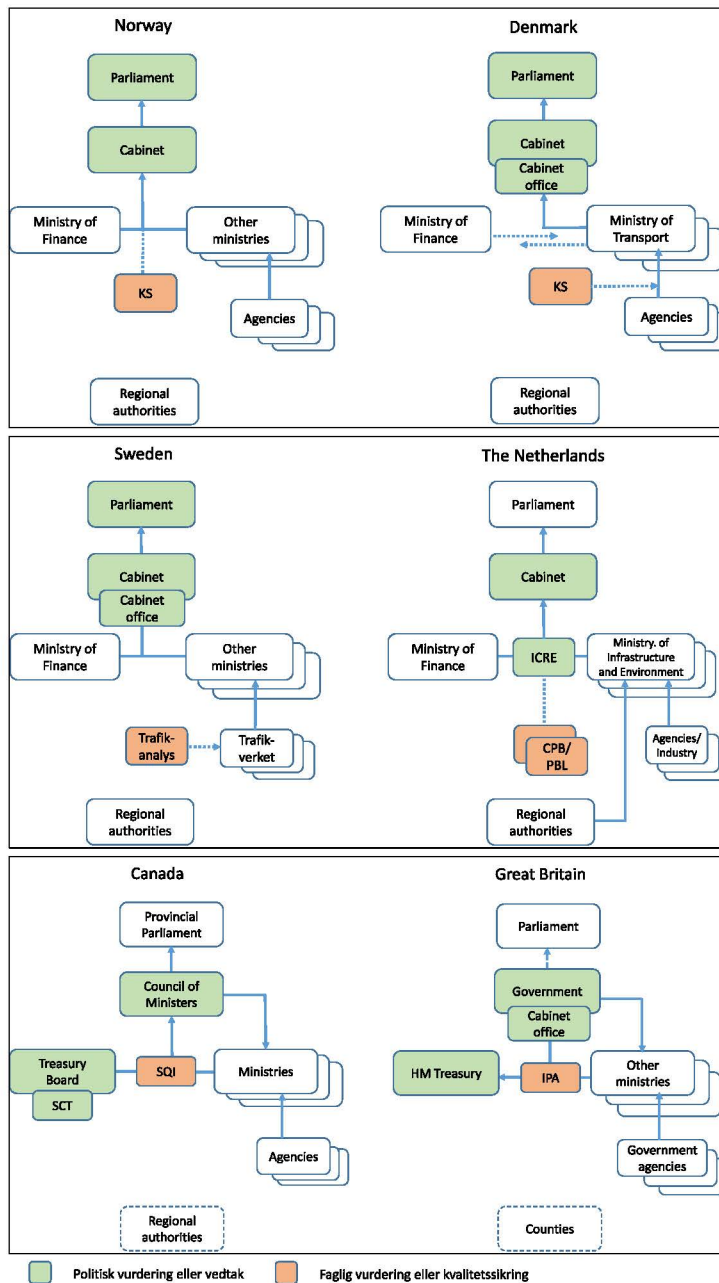 Norway
Parliament
Cabinet
Ministry of
Finance
Other
ministries
KS
Agencies
Regional
authorities
Denmark
Parliament
Cabinet
Cabinet
office
Ministry of
Finance
Ministry of
Transport
KS
Agencies
Regional
authorities
Sweden
Parliament
Cabinet
Cabinet
office
Ministry of
Finance
Other
ministries
Trafik-
analys
Trafik-
verket
Regional
authorities
The Netherlands
Parliament
Cabinet
Ministry of
Finance
ICRE
Ministry. of
Infrastructure
and Environment
CPB/
PBL
Agencies/
Industry
Regional
authorities
Canada
Provincial
Parliament
Council of
Ministers
Treasury
Board
SCT
SQI
Ministries
Agencies
Regional
authorities
Great Britain
Parliament
Government
Cabinet
office
HM Treasury
IPA
Other
ministries
Government
agencies
Counties
Politisk vurdering eller vedtak
Faglig vurdering eller kvalitetssikring